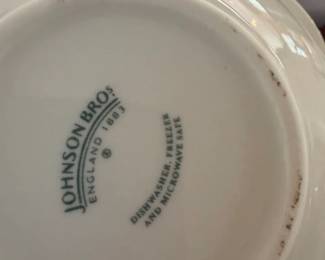 JOHNSON BROS
ENGLAND 1883
®
DISHWASHER, FREEZER
AND MICROWAVE SAFE